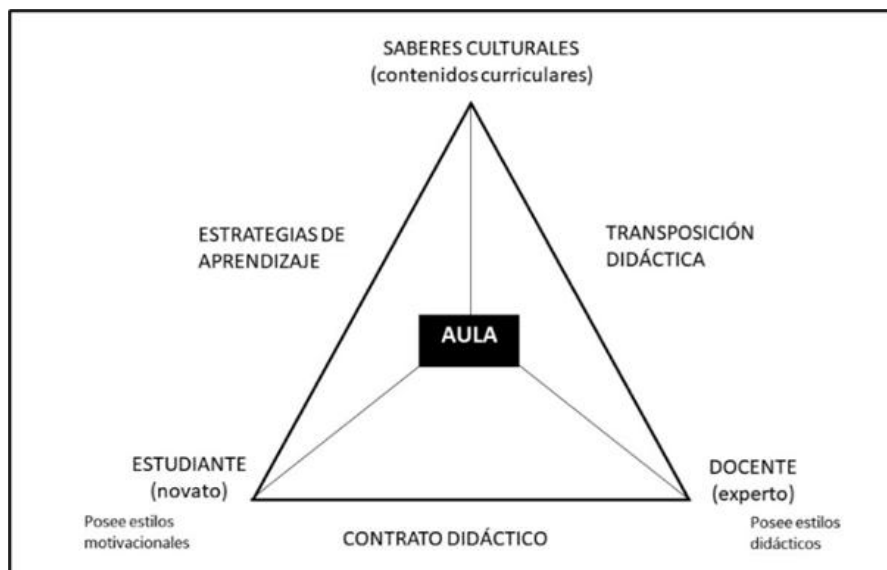 SABERES CULTURALES
(contenidos curriculares)
ESTRATEGIAS DE
APRENDIZAJE
TRANSPOSICIÓN
DIDÁCTICA
AULA
ESTUDIANTE
(novato)
DOCENTE
(experto)
Posee estilos
motivacionales
CONTRATO DIDÁCTICO
Posee estilos
didácticos